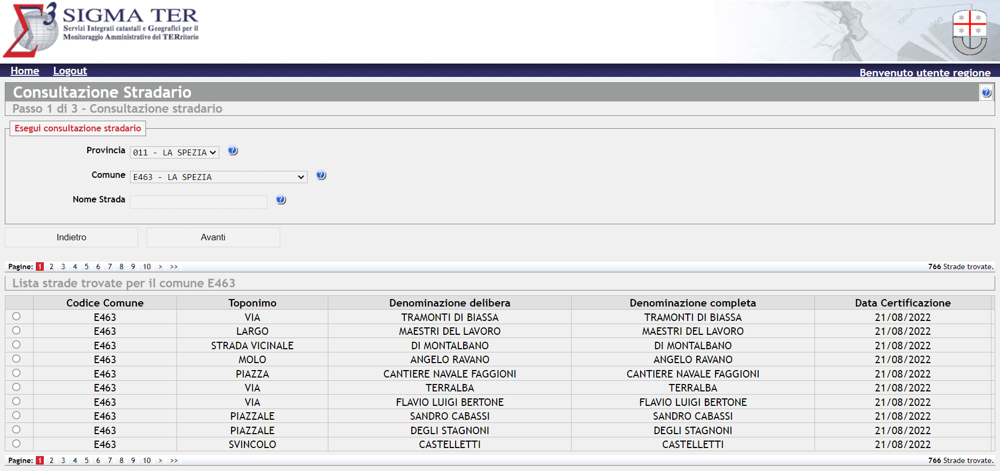 SIGMA TER
Servizi Integrati catastali e Geografici per il
Monitoraggio Amministrativo del TERritorio
Home Logout Benvenuto utente regione
Consultazione Stradario
Passo 1 di 3 - Consultazione stradario
Esegui consultazione stradario
Provincia 011 - LA SPEZIA
Comune E463 - LA SPEZIA
Nome Strada
Indietro Avanti
Pagine: 1 2 3 4 5 6 7 8 9 10 > >> 766 Strade trovate.
Lista strade trovate per il comune E463
Codice Comune Toponimo Denominazione delibera Denominazione completa Data Certificazione
E463 VIA TRAMONTI DI BIASSA TRAMONTI DI BIASSA 21/08/2022
E463 LARGO MAESTRI DEL LAVORO MAESTRI DEL LAVORO 21/08/2022
E463 STRADA VICINALE DI MONTALBANO DI MONTALBANO 21/08/2022
E463 MOLO ANGELO RAVANO ANGELO RAVANO 21/08/2022
E463 PIAZZA CANTIERE NAVALE FAGGIONI CANTIERE NAVALE FAGGIONI 21/08/2022
E463 VIA TERRALBA TERRALBA 21/08/2022
E463 VIA FLAVIO LUIGI BERTONE FLAVIO LUIGI BERTONE 21/08/2022
E463 PIAZZALE SANDRO CABASSI SANDRO CABASSI 21/08/2022
E463 PIAZZALE DEGLI STAGNONI DEGLI STAGNONI 21/08/2022
E463 SVINCOLO CASTELLETTI CASTELLETTI 21/08/2022
Pagine: 1 2 3 4 5 6 7 8 9 10 > >> 766 Strade trovate.